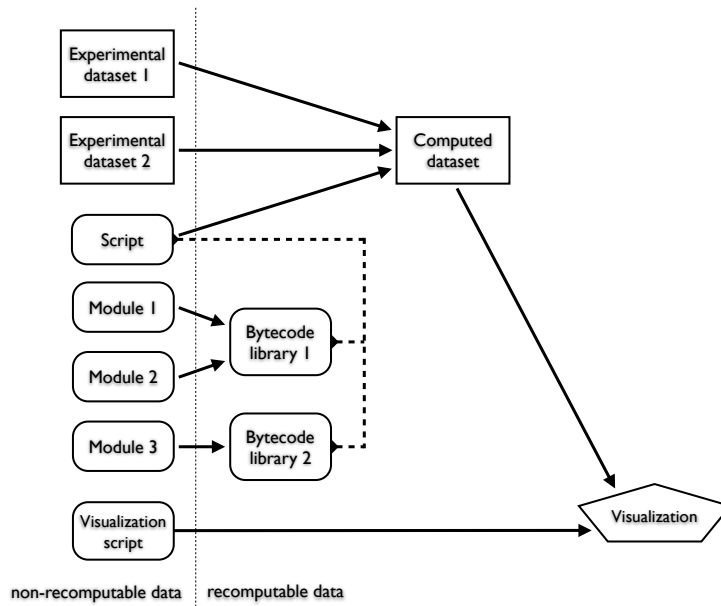 Experimental
dataset 1
Experimental
dataset 2
Computed
dataset
Script
Module 1
Bytecode
library 1
Module 2
Module 3
Bytecode
library 2
Visualization
script
Visualization
non-recomputable data
recomputable data